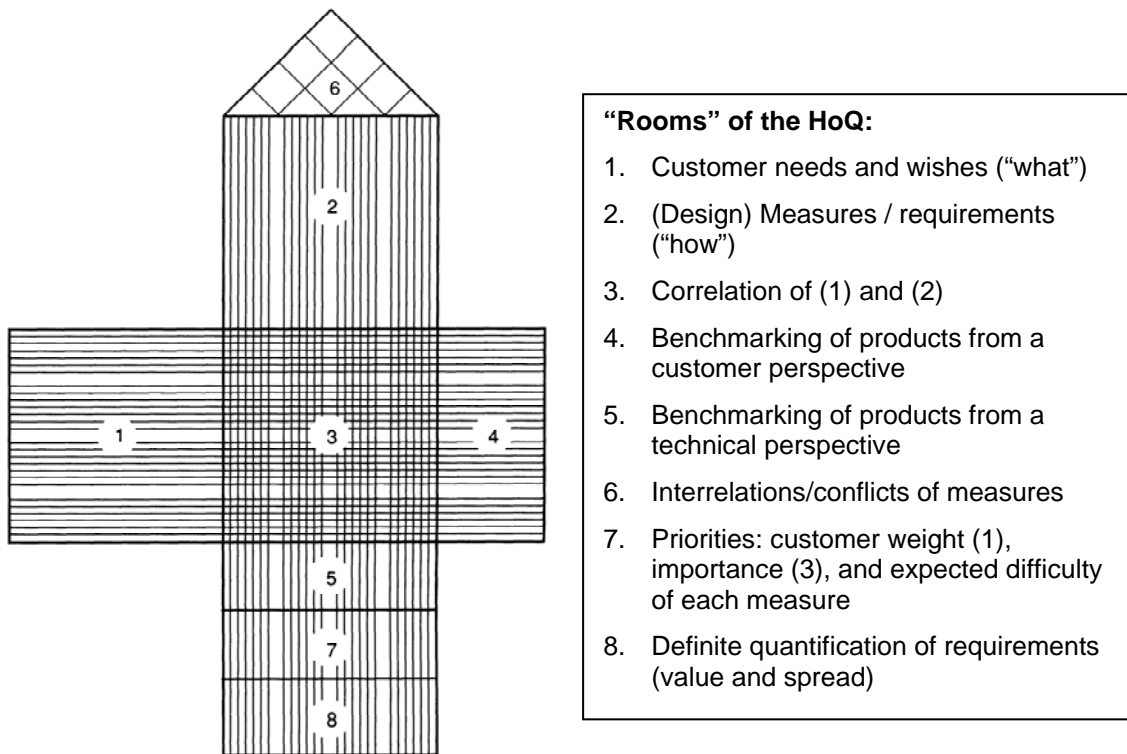 6
2
1
3
4
5
7
8
“Rooms” of the HoQ:
1. Customer needs and wishes (“what”)
2. (Design) Measures / requirements
(“how”)
3. Correlation of (1) and (2)
4. Benchmarking of products from a
customer perspective
5. Benchmarking of products from a
technical perspective
6. Interrelations/conflicts of measures
7. Priorities: customer weight (1),
importance (3), and expected difficulty
of each measure
8. Definite quantification of requirements
(value and spread)